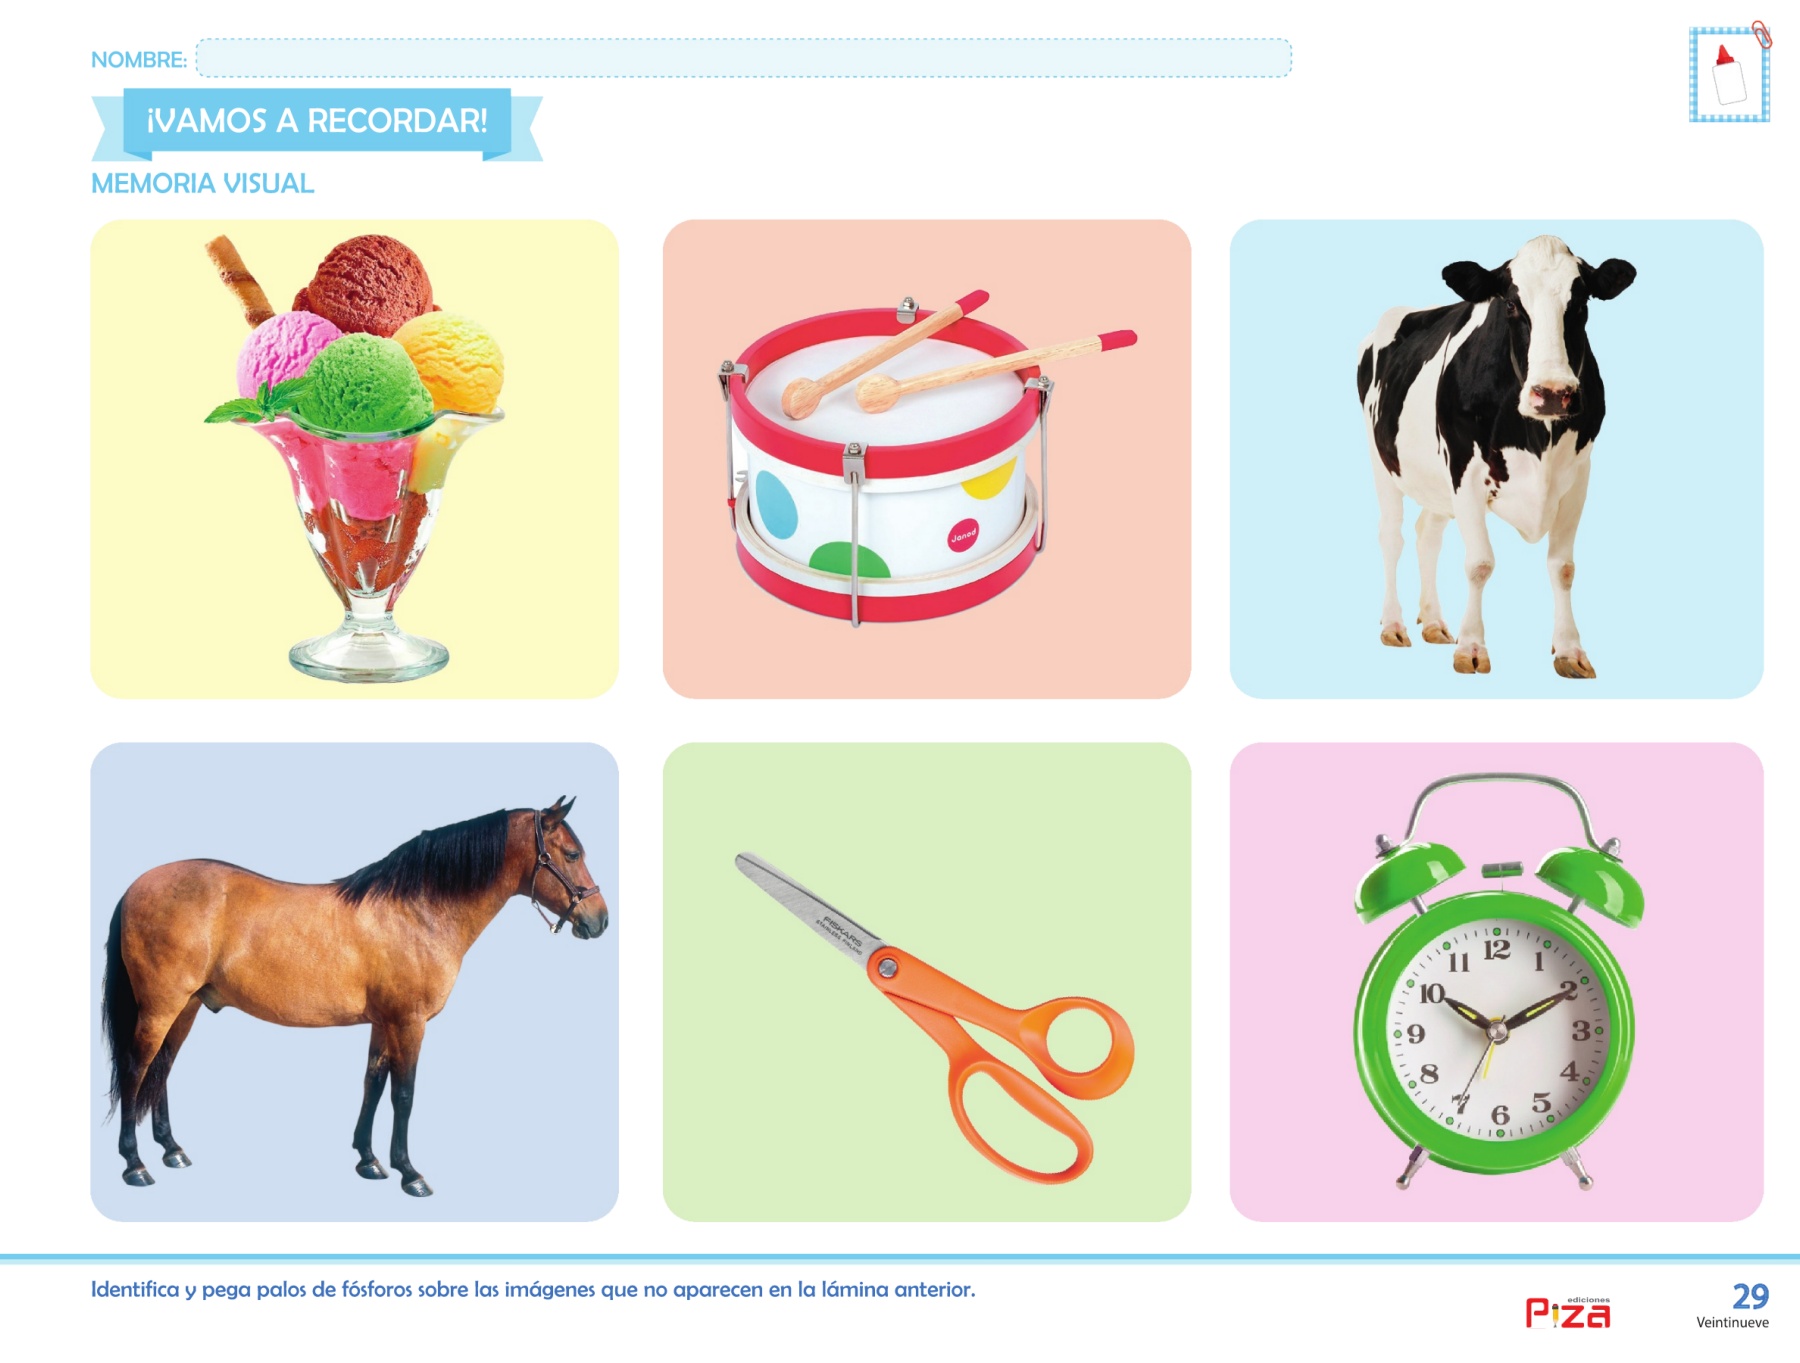 NOMBRE:
¡VAMOS A RECORDAR!
MEMORIA VISUAL
Janod
FISKARS
STAINLESS, FINLAND
12
11 1
10 2
9 3
8 4
7 5
6
Identifica y pega palos de fósforos sobre las imágenes que no aparecen en la lámina anterior.
ediciones
Piza
29
Veintinueve